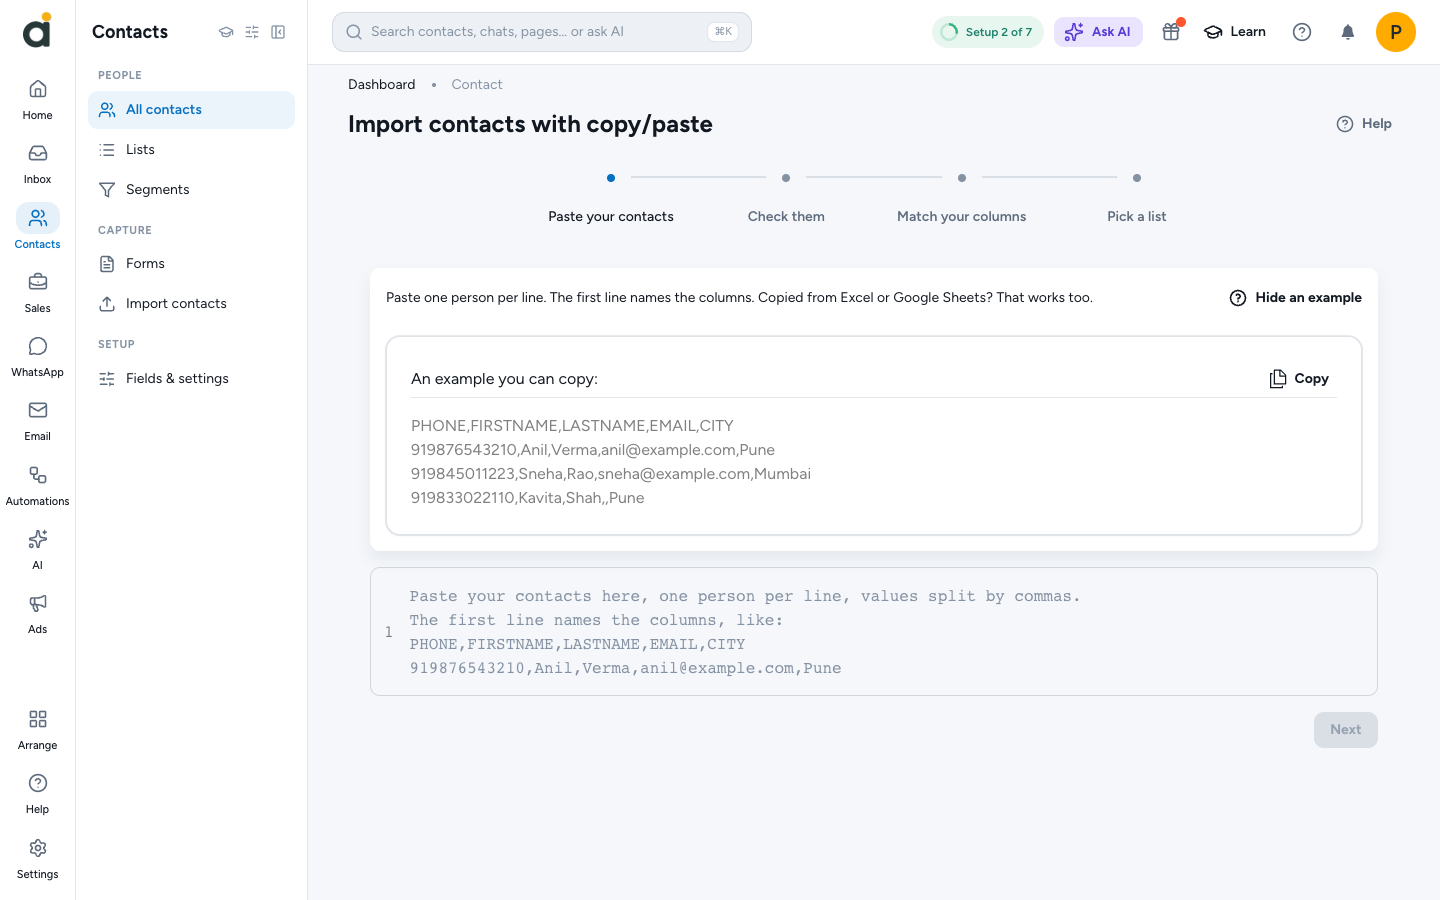 Contacts
Search contacts, chats, pages... or ask AI
⌘K
Setup 2 of 7
Ask AI
Learn
P
Home
Inbox
Contacts
Sales
WhatsApp
Email
Automations
AI
Ads
Arrange
Help
Settings
PEOPLE
All contacts
Lists
Segments
CAPTURE
Forms
Import contacts
SETUP
Fields & settings
Dashboard • Contact
Import contacts with copy/paste
Help
Paste your contacts
Check them
Match your columns
Pick a list
Paste one person per line. The first line names the columns. Copied from Excel or Google Sheets? That works too.
Hide an example
An example you can copy:
Copy
PHONE,FIRSTNAME,LASTNAME,EMAIL,CITY
919876543210,Anil,Verma,anil@example.com,Pune
919845011223,Sneha,Rao,sneha@example.com,Mumbai
919833022110,Kavita,Shah,,Pune
1
Paste your contacts here, one person per line, values split by commas.
The first line names the columns, like:
PHONE,FIRSTNAME,LASTNAME,EMAIL,CITY
919876543210,Anil,Verma,anil@example.com,Pune
Next